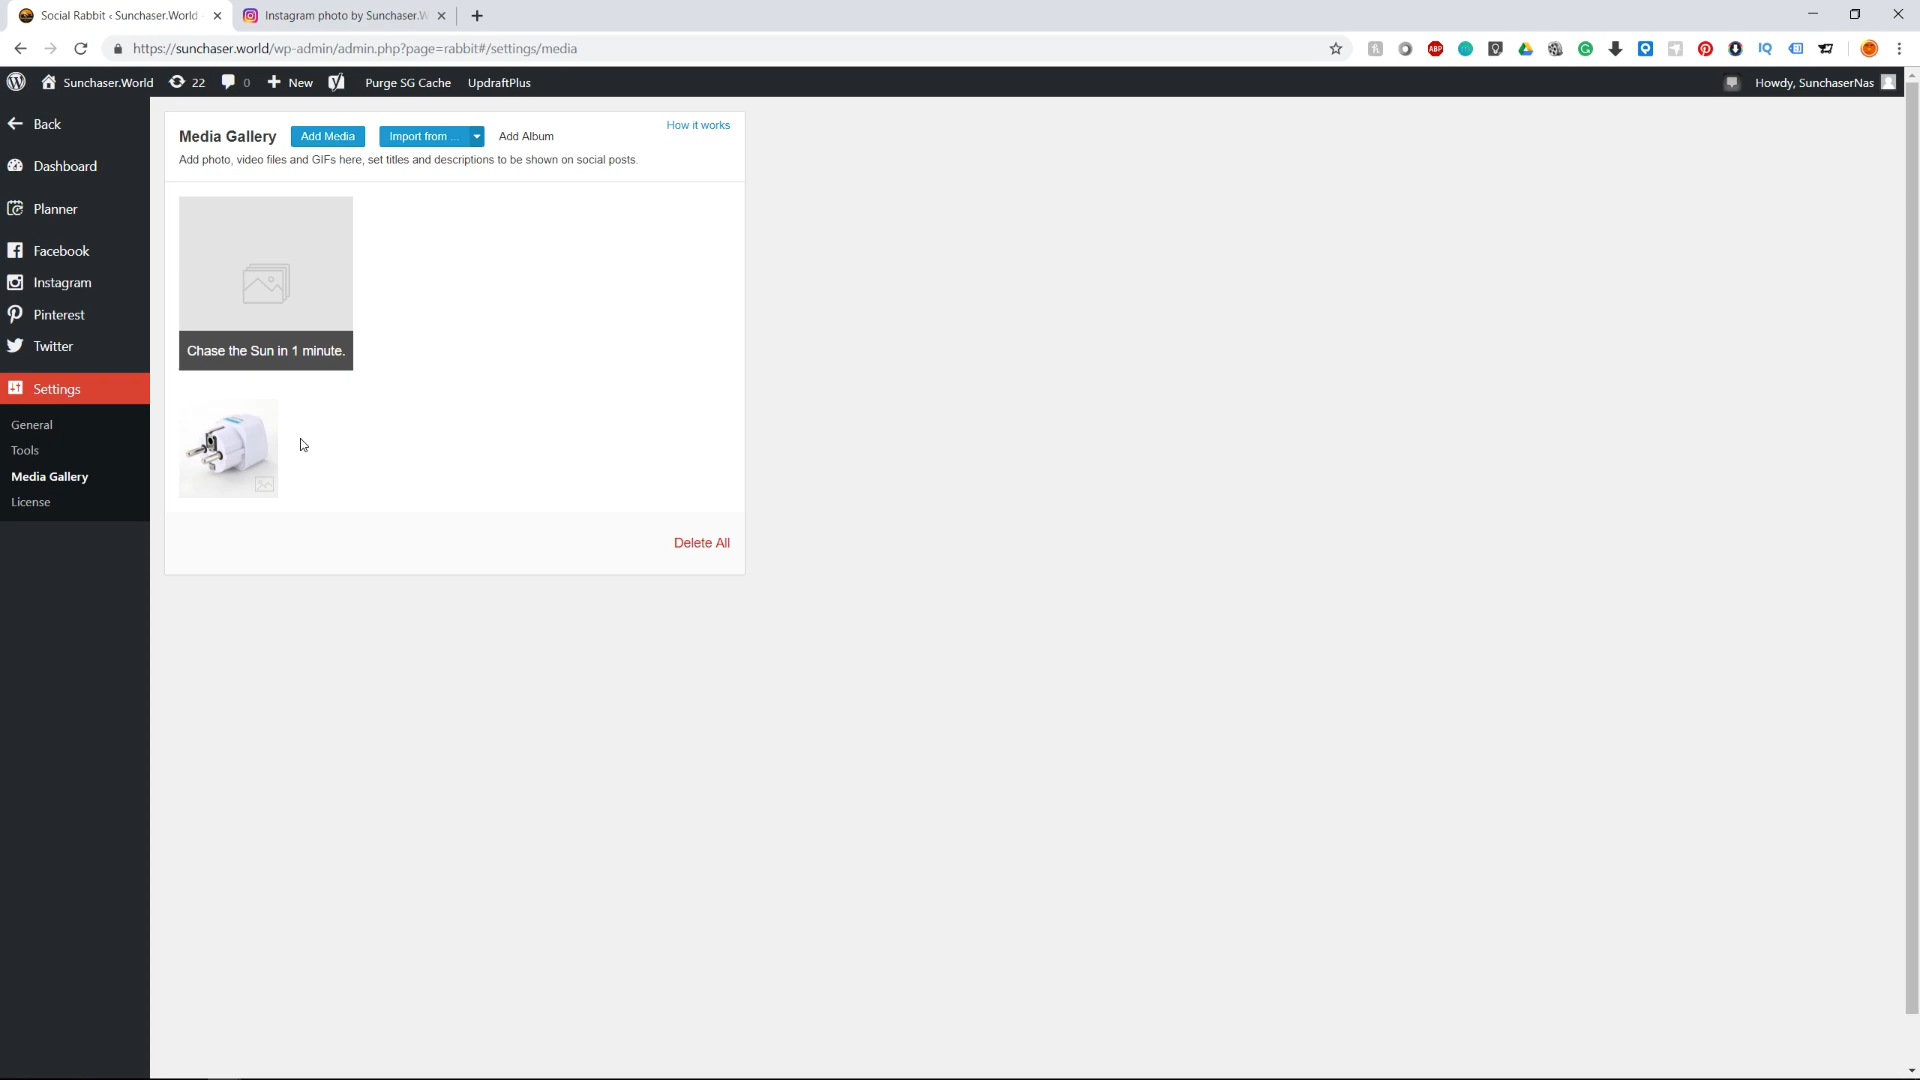 Social Rabbit ‹ Sunchaser.World
Instagram photo by Sunchaser.W
https://sunchaser.world/wp-admin/admin.php?page=rabbit#/settings/media
ABP
IQ
Sunchaser.World
22
0
New
Purge SG Cache
UpdraftPlus
Howdy, SunchaserNas
Back
Dashboard
Planner
Facebook
Instagram
Pinterest
Twitter
Settings
General
Tools
Media Gallery
License
Media Gallery
Add Media
Import from ...
Add Album
How it works
Add photo, video files and GIFs here, set titles and descriptions to be shown on social posts.
Chase the Sun in 1 minute.
Delete All